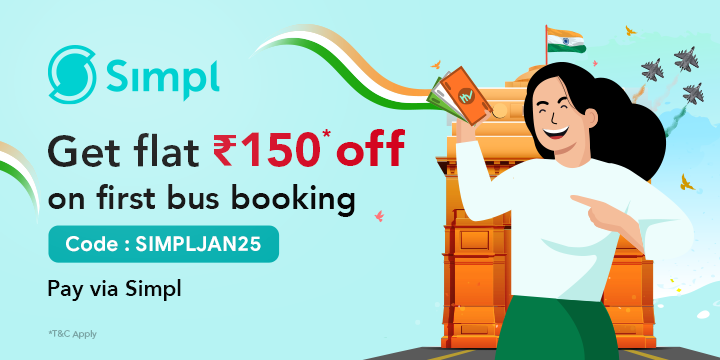 Simpl
Get flat ₹150* off
on first bus booking
Code : SIMPLJAN25
Pay via Simpl
*T&C Apply